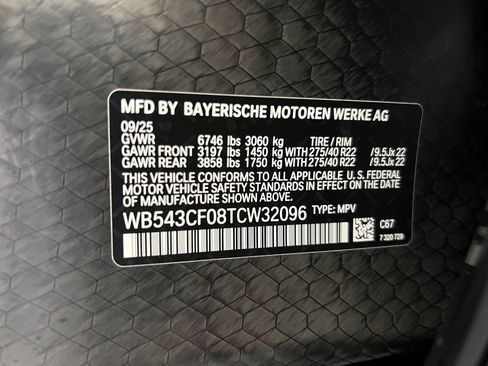 MFD BY BAYERISCHE MOTOREN WERKE AG
09/25
GVWR 6746 lbs 3060 kg TIRE / RIM
GAWR FRONT 3197 lbs 1450 kg WITH 275/40 R22 /9.5Jx22
GAWR REAR 3858 lbs 1750 kg WITH 275/40 R22 /9.5Jx22
THIS VEHICLE CONFORMS TO ALL APPLICABLE U. S. FEDERAL
MOTOR VEHICLE SAFETY STANDARDS IN EFFECT ON THE DATE
OF MANUFACTURE SHOWN ABOVE.
WB543CF08TCW32096 TYPE: MPV
C67
7 320 729